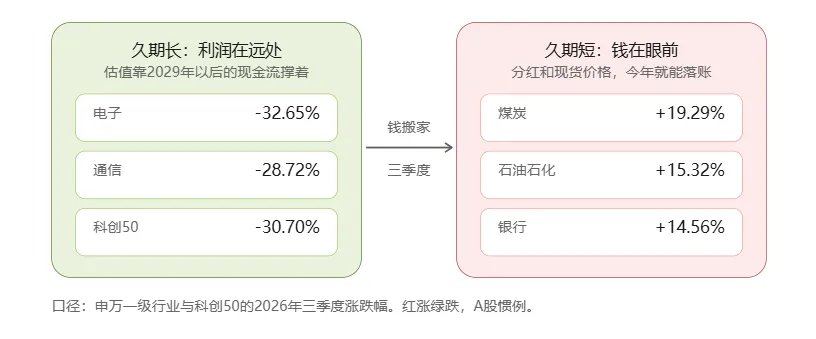 久期长：利润在远处
估值靠2029年以后的现金流撑着
电子 -32.65%
通信 -28.72%
科创50 -30.70%
钱搬家
三季度
久期短：钱在眼前
分红和现货价格，今年就能落账
煤炭 +19.29%
石油石化 +15.32%
银行 +14.56%
口径：申万一级行业与科创50的2026年三季度涨跌幅。红涨绿跌，A股惯例。